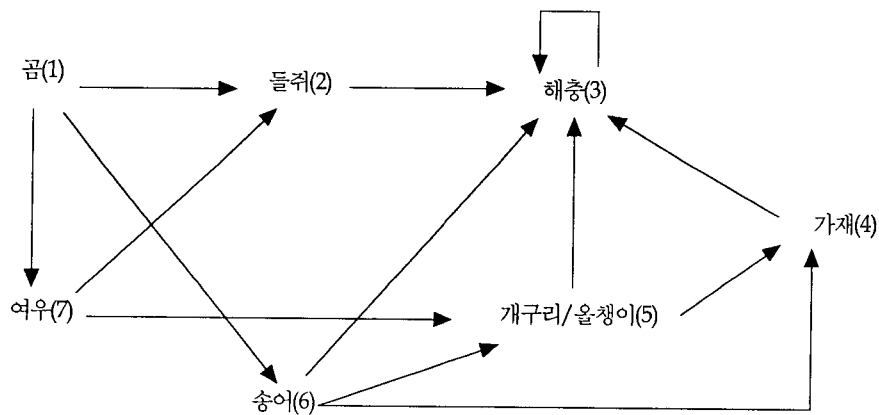 곰(1)
들쥐(2)
해충(3)
가재(4)
여우(7)
개구리/올챙이(5)
송어(6)